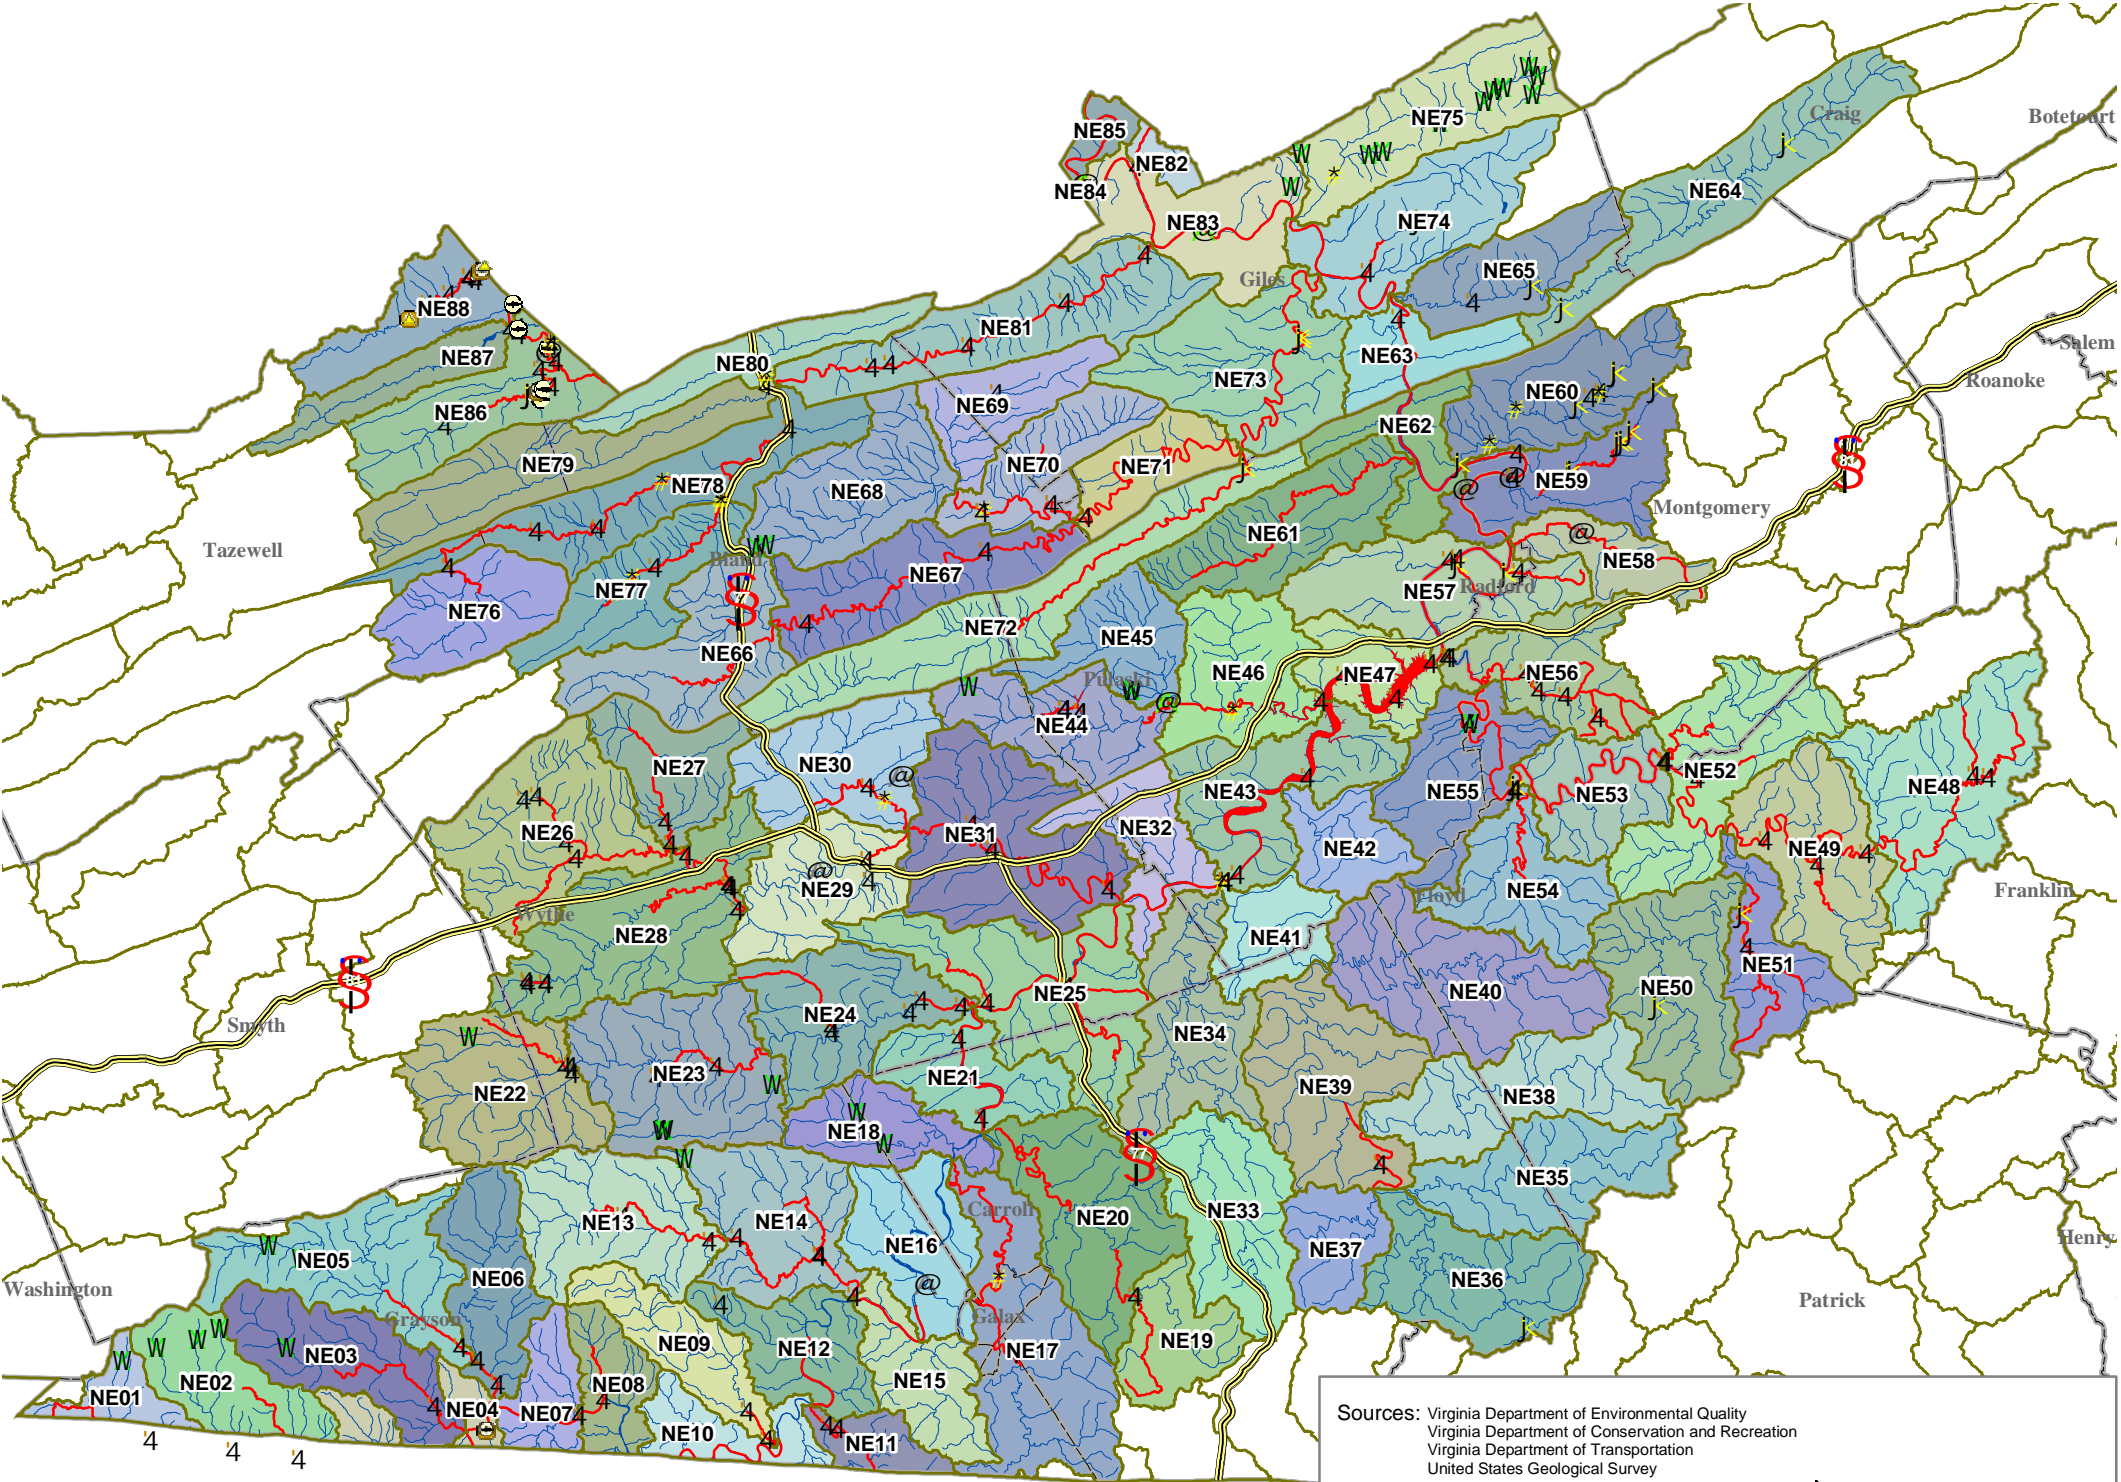 NE75
Craig
Botetourt
NE85
NE82
NE84
NE64
NE83
NE74
NE65
Giles
NE88
NE81
NE87
NE80
NE63
Salem
NE73
Roanoke
NE69
NE60
NE86
NE62
NE79
NE70
NE71
NE78
NE68
NE59
Montgomery
NE61
Tazewell
Bland
NE67
NE58
NE77
NE57
Radford
NE76
NE72
NE45
NE66
NE46
NE47
NE56
Pulaski
NE44
NE27
NE30
NE52
NE48
NE43
NE55
NE53
NE26
NE31
NE32
NE42
NE49
NE29
NE54
Franklin
Floyd
Wythe
NE28
NE41
NE51
81
NE25
NE40
NE50
Smyth
NE24
NE34
NE23
NE21
NE39
NE22
NE38
NE18
77
NE35
NE13
NE14
Carroll
NE20
NE33
NE16
NE37
Henry
NE05
NE06
NE36
Washington
Patrick
Grayson
Galax
NE09
NE12
NE19
NE03
NE17
NE02
NE08
NE15
NE01
NE04
NE07
NE10
NE11
Sources: Virginia Department of Environmental Quality
Virginia Department of Conservation and Recreation
Virginia Department of Transportation
United States Geological Survey